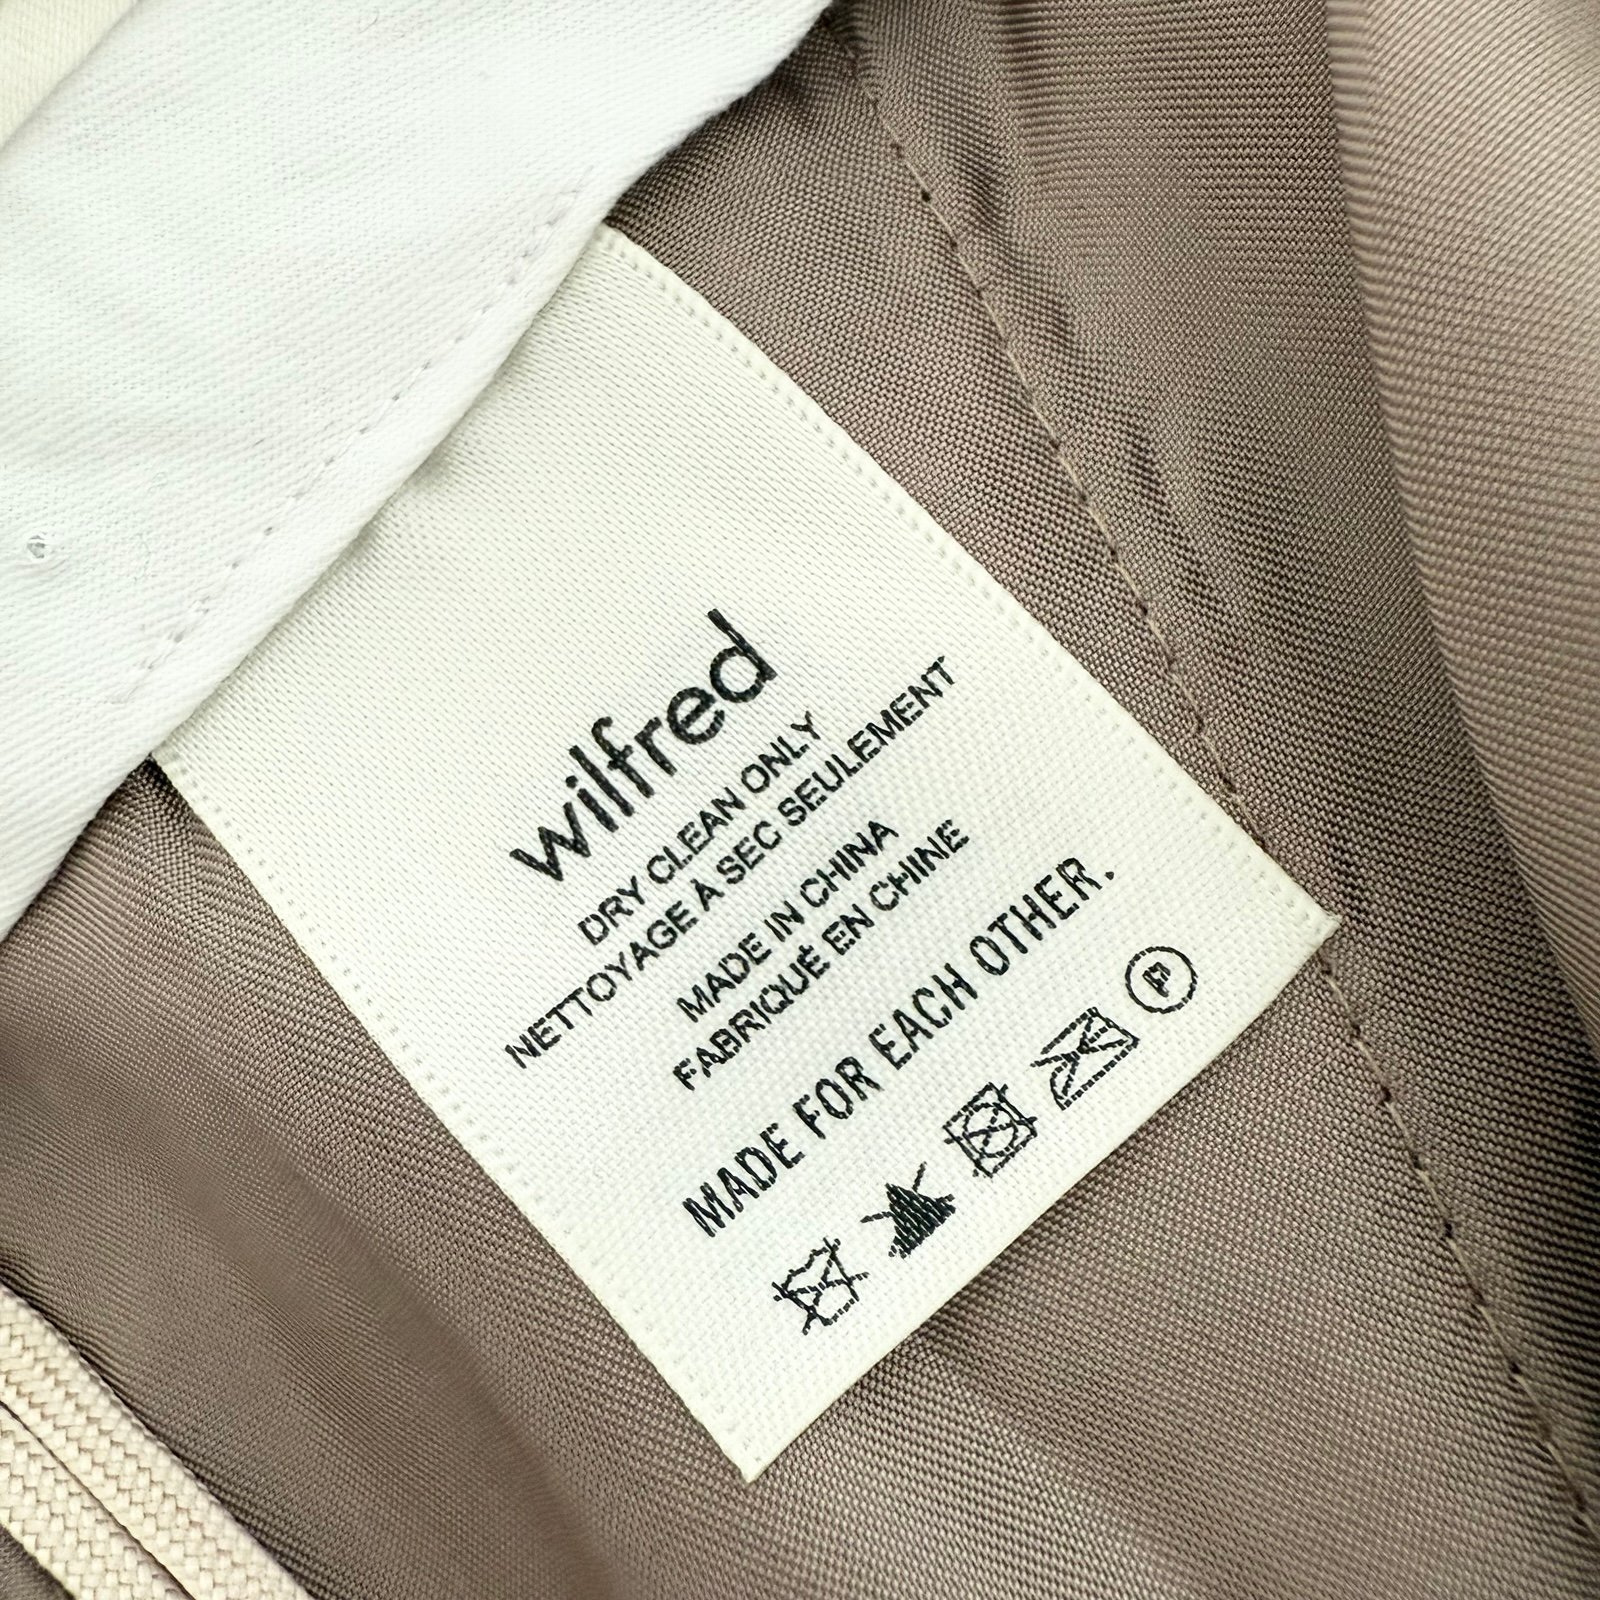 wilfred
DRY CLEAN ONLY
NETTOYAGE À SEC SEULEMENT
MADE IN CHINA
FABRIQUÉ EN CHINE
MADE FOR EACH OTHER.
P